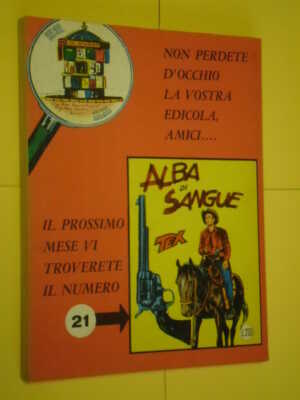 NON PERDETE
D'OCCHIO
LA VOSTRA
EDICOLA,
AMICI....
ALBA
DI
SANGUE
TEX
IL PROSSIMO
MESE VI
TROVERETE
IL NUMERO
21